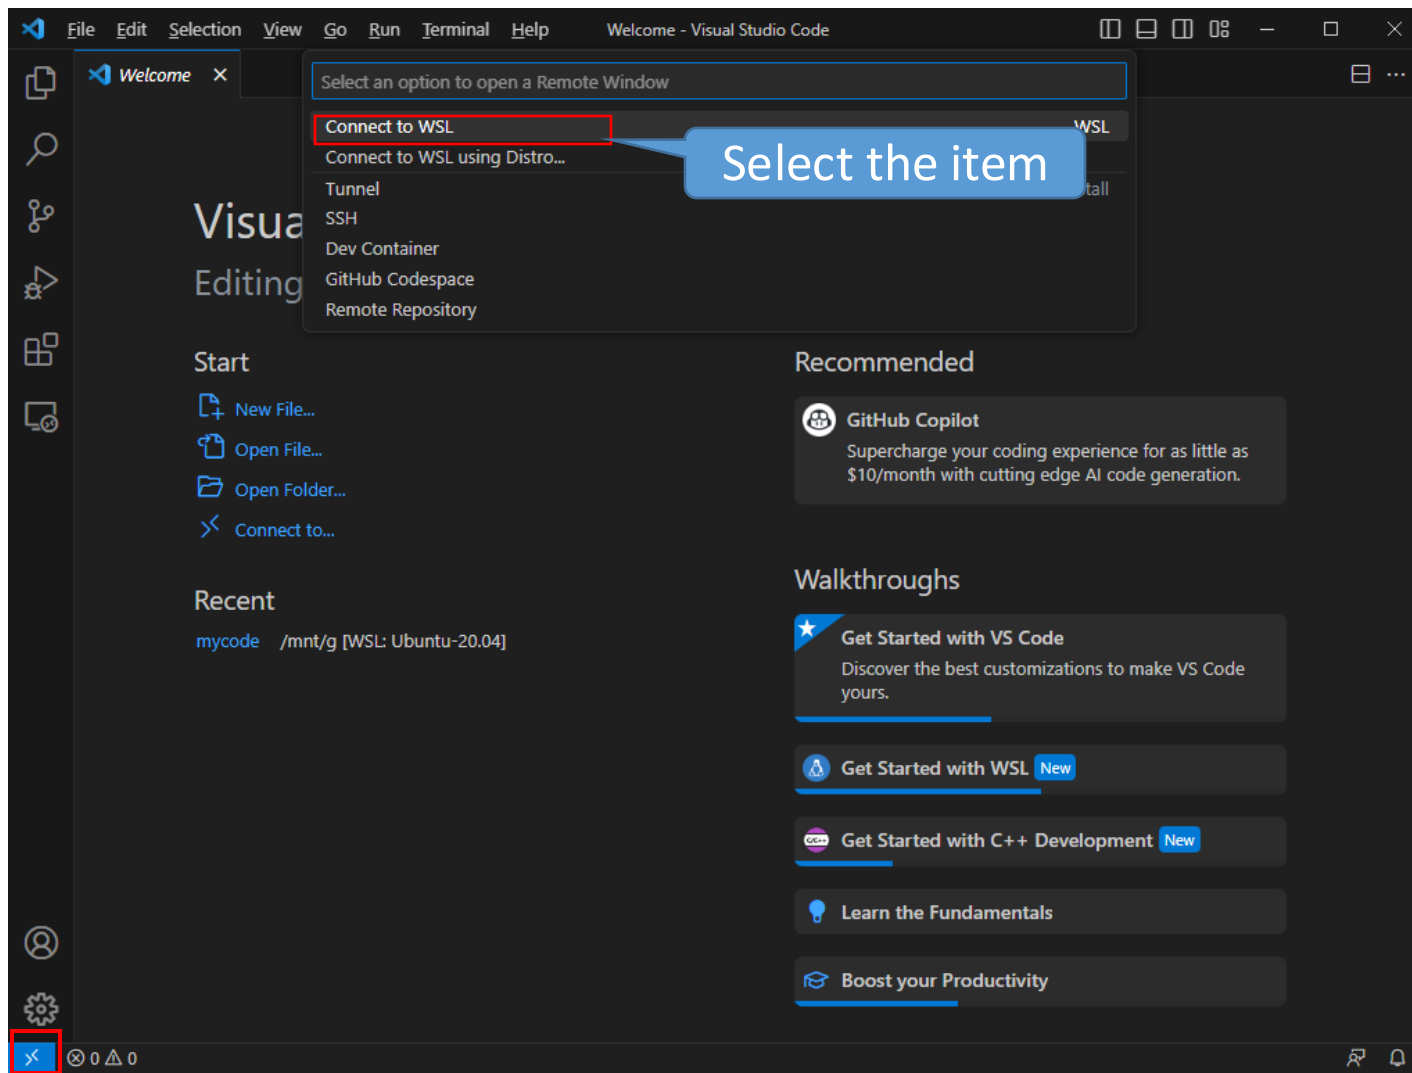 File Edit Selection View Go Run Terminal Help Welcome - Visual Studio Code
Welcome
Select an option to open a Remote Window
Connect to WSL WSL
Connect to WSL using Distro...
Select the item
Tunnel tall
SSH
Dev Container
GitHub Codespace
Remote Repository
Visua
Editing
Start
New File...
Open File...
Open Folder...
Connect to...
Recent
mycode /mnt/g [WSL: Ubuntu-20.04]
Recommended
GitHub Copilot
Supercharge your coding experience for as little as
$10/month with cutting edge AI code generation.
Walkthroughs
Get Started with VS Code
Discover the best customizations to make VS Code
yours.
Get Started with WSL New
C/C++
Get Started with C++ Development New
Learn the Fundamentals
Boost your Productivity
0 0